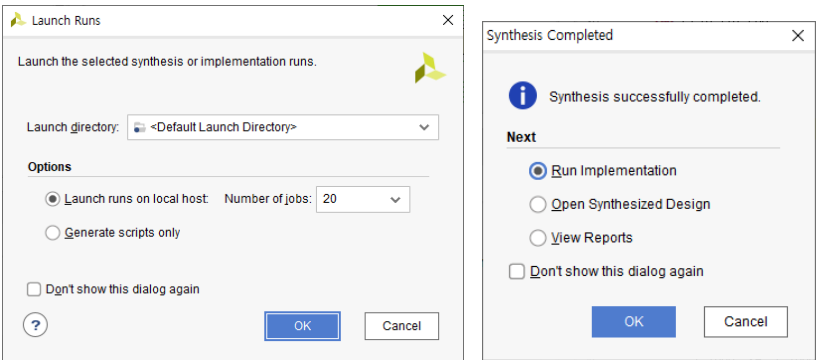 Launch Runs
Launch the selected synthesis or implementation runs.
Launch directory: <Default Launch Directory>
Options
Launch runs on local host: Number of jobs: 20
Generate scripts only
Don't show this dialog again
?
OK
Cancel
Synthesis Completed
Synthesis successfully completed.
Next
Run Implementation
Open Synthesized Design
View Reports
Don't show this dialog again
OK
Cancel